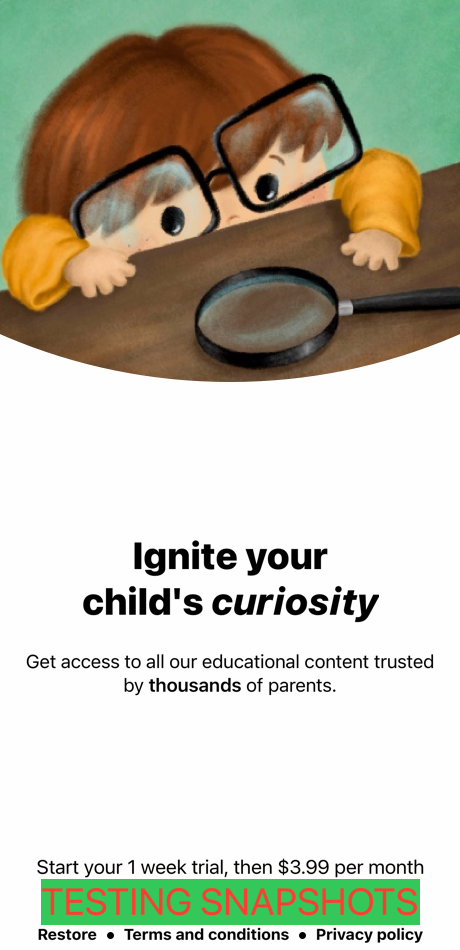 Ignite your
child's curiosity
Get access to all our educational content trusted
by thousands of parents.
Start your 1 week trial, then $3.99 per month
TESTING SNAPSHOTS
Restore ● Terms and conditions ● Privacy policy